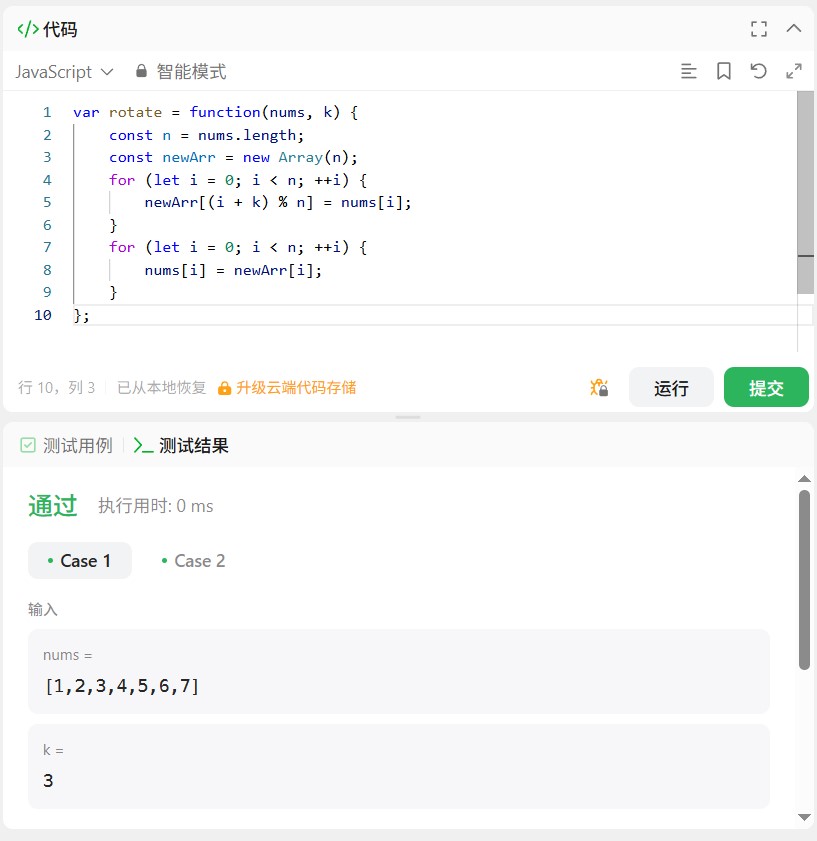 </> 代码
JavaScript 智能模式
1 var rotate = function(nums, k) {
2     const n = nums.length;
3     const newArr = new Array(n);
4     for (let i = 0; i < n; ++i) {
5         newArr[(i + k) % n] = nums[i];
6     }
7     for (let i = 0; i < n; ++i) {
8         nums[i] = newArr[i];
9     }
10 };
行 10，列 3 已从本地恢复 升级云端代码存储 运行 提交
测试用例 测试结果
通过 执行用时: 0 ms
Case 1 Case 2
输入
nums =
[1,2,3,4,5,6,7]
k =
3